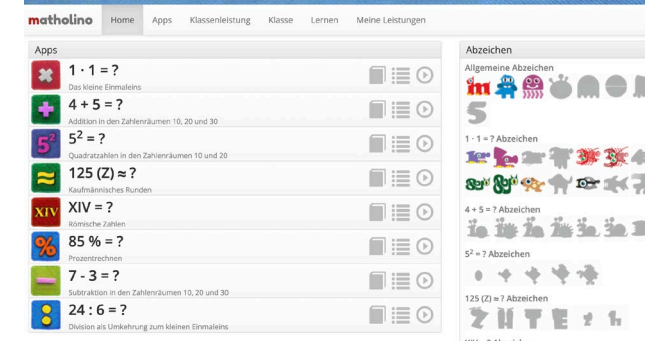 matholino Home Apps Klassenleistung Klasse Lernen Meine Leistungen
Apps
1 · 1 = ?
Das kleine Einmaleins
4 + 5 = ?
Addition in den Zahlenräumen 10, 20 und 30
5² 5² = ?
Quadratzahlen in den Zahlenräumen 10 und 20
125 (Z) ≈ ?
Kaufmännisches Runden
XIV XIV = ?
Römische Zahlen
% 85 % = ?
Prozentrechnen
7 - 3 = ?
Subtraktion in den Zahlenräumen 10, 20 und 30
24 : 6 = ?
Division als Umkehrung zum kleinen Einmaleins
Abzeichen
Allgemeine Abzeichen
m
5
1 · 1 = ? Abzeichen
4 + 5 = ? Abzeichen
5² = ? Abzeichen
125 (Z) ≈ ? Abzeichen
Z H T E z h